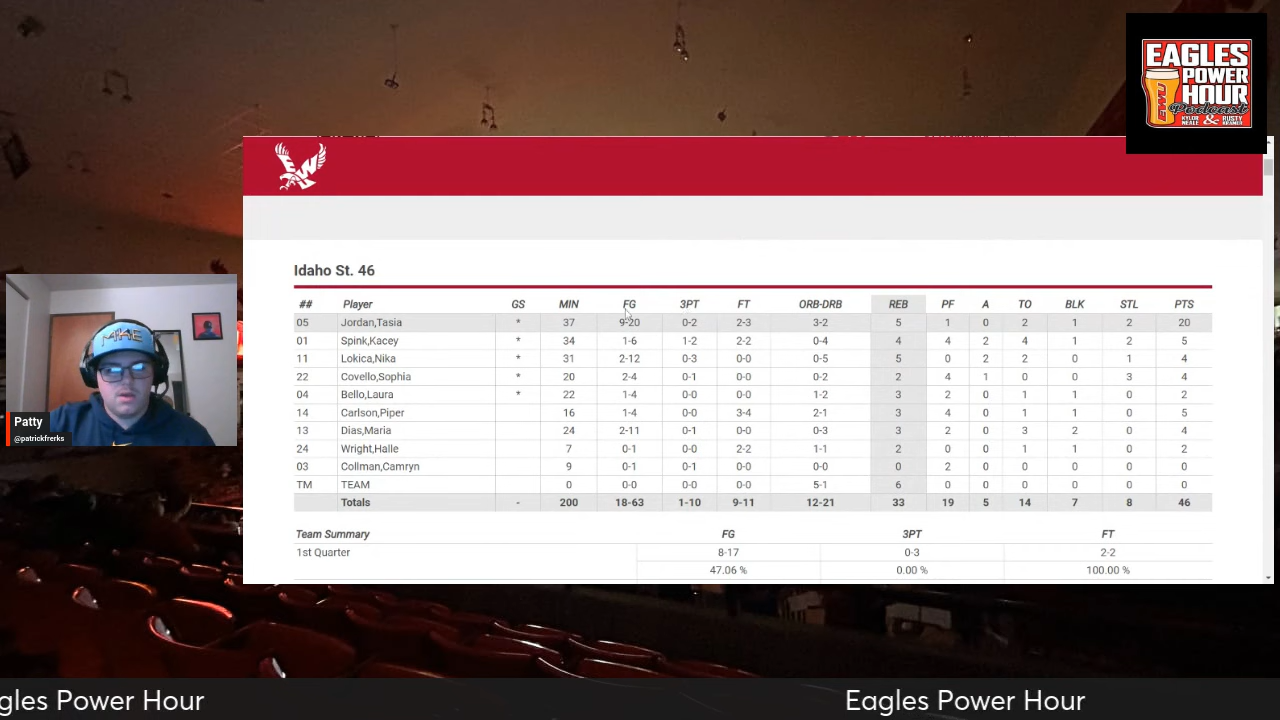 EAGLES
POWER
HOUR
Podcast
KYLOR NEALE & RUSTY KRAMER
EWU
Idaho St. 46
## Player GS MIN FG 3PT FT ORB-DRB REB PF A TO BLK STL PTS
05 Jordan,Tasia * 37 9-20 0-2 2-3 3-2 5 1 0 2 1 2 20
01 Spink,Kacey * 34 1-6 1-2 2-2 0-4 4 4 2 4 1 2 5
11 Lokica,Nika * 31 2-12 0-3 0-0 0-5 5 0 2 2 0 1 4
22 Covello,Sophia * 20 2-4 0-1 0-0 0-2 2 4 1 0 0 3 4
04 Bello,Laura * 22 1-4 0-0 0-0 1-2 3 2 0 1 1 0 2
14 Carlson,Piper 16 1-4 0-0 3-4 2-1 3 4 0 1 1 0 5
13 Dias,Maria 24 2-11 0-1 0-0 0-3 3 2 0 3 2 0 4
24 Wright,Halle 7 0-1 0-0 2-2 1-1 2 0 0 1 1 0 2
03 Collman,Camryn 9 0-1 0-1 0-0 0-0 0 2 0 0 0 0 0
TM TEAM 0 0-0 0-0 0-0 5-1 6 0 0 0 0 0 0
Totals - 200 18-63 1-10 9-11 12-21 33 19 5 14 7 8 46
Team Summary FG 3PT FT
1st Quarter 8-17 0-3 2-2
47.06 % 0.00 % 100.00 %
MKE
Patty
@patrickfrerks
gles Power Hour
Eagles Power Hour